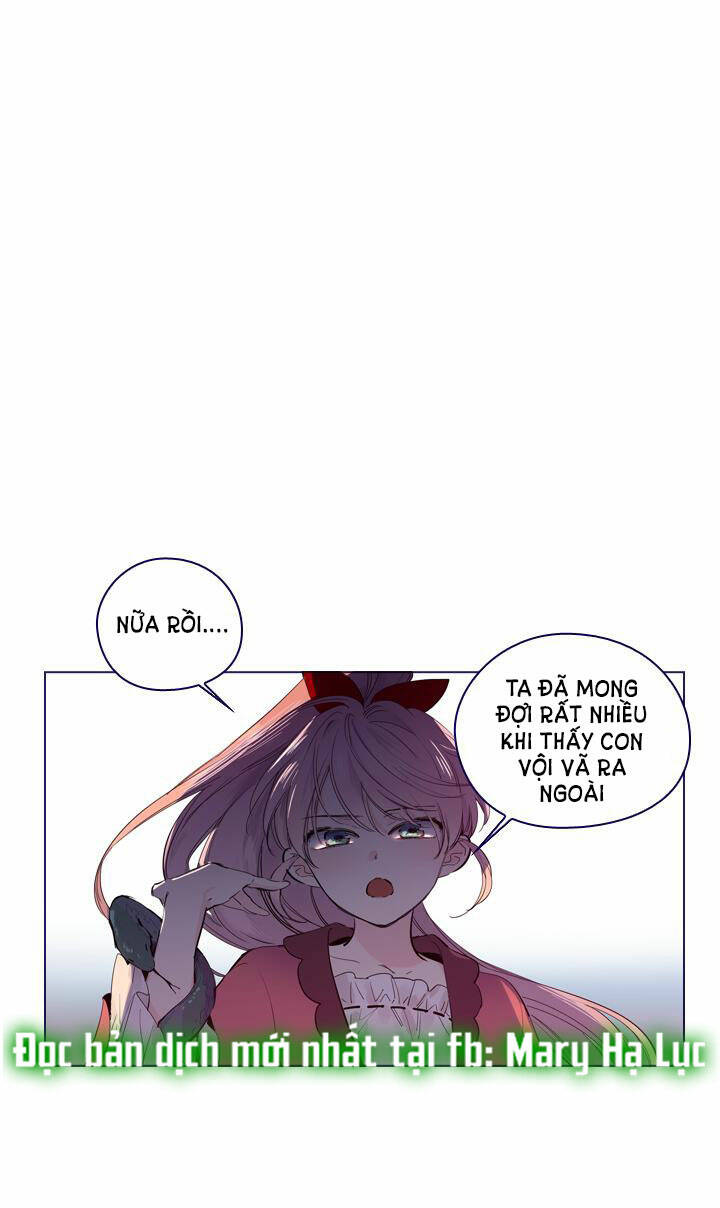 NỮA RỒI....
TA ĐÃ MONG
ĐỢI RẤT NHIỀU
KHI THẤY CON
VỘI VÃ RA
NGOÀI
Đọc bản dịch mới nhất tại fb: Mary Hạ Lục